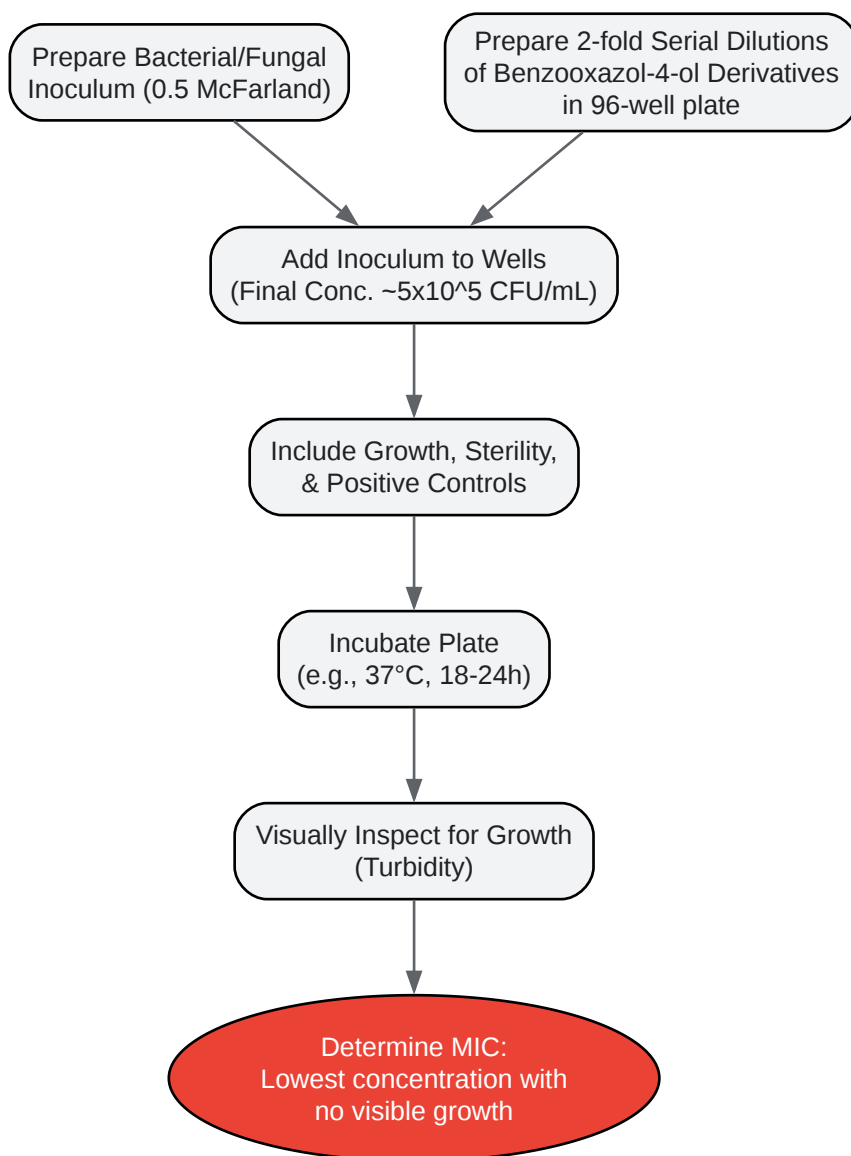 Prepare Bacterial/Fungal
Inoculum (0.5 McFarland)
Prepare 2-fold Serial Dilutions
of Benzooxazol-4-ol Derivatives
in 96-well plate
Add Inoculum to Wells
(Final Conc. ~5x10^5 CFU/mL)
Include Growth, Sterility,
& Positive Controls
Incubate Plate
(e.g., 37°C, 18-24h)
Visually Inspect for Growth
(Turbidity)
Determine MIC:
Lowest concentration with
no visible growth